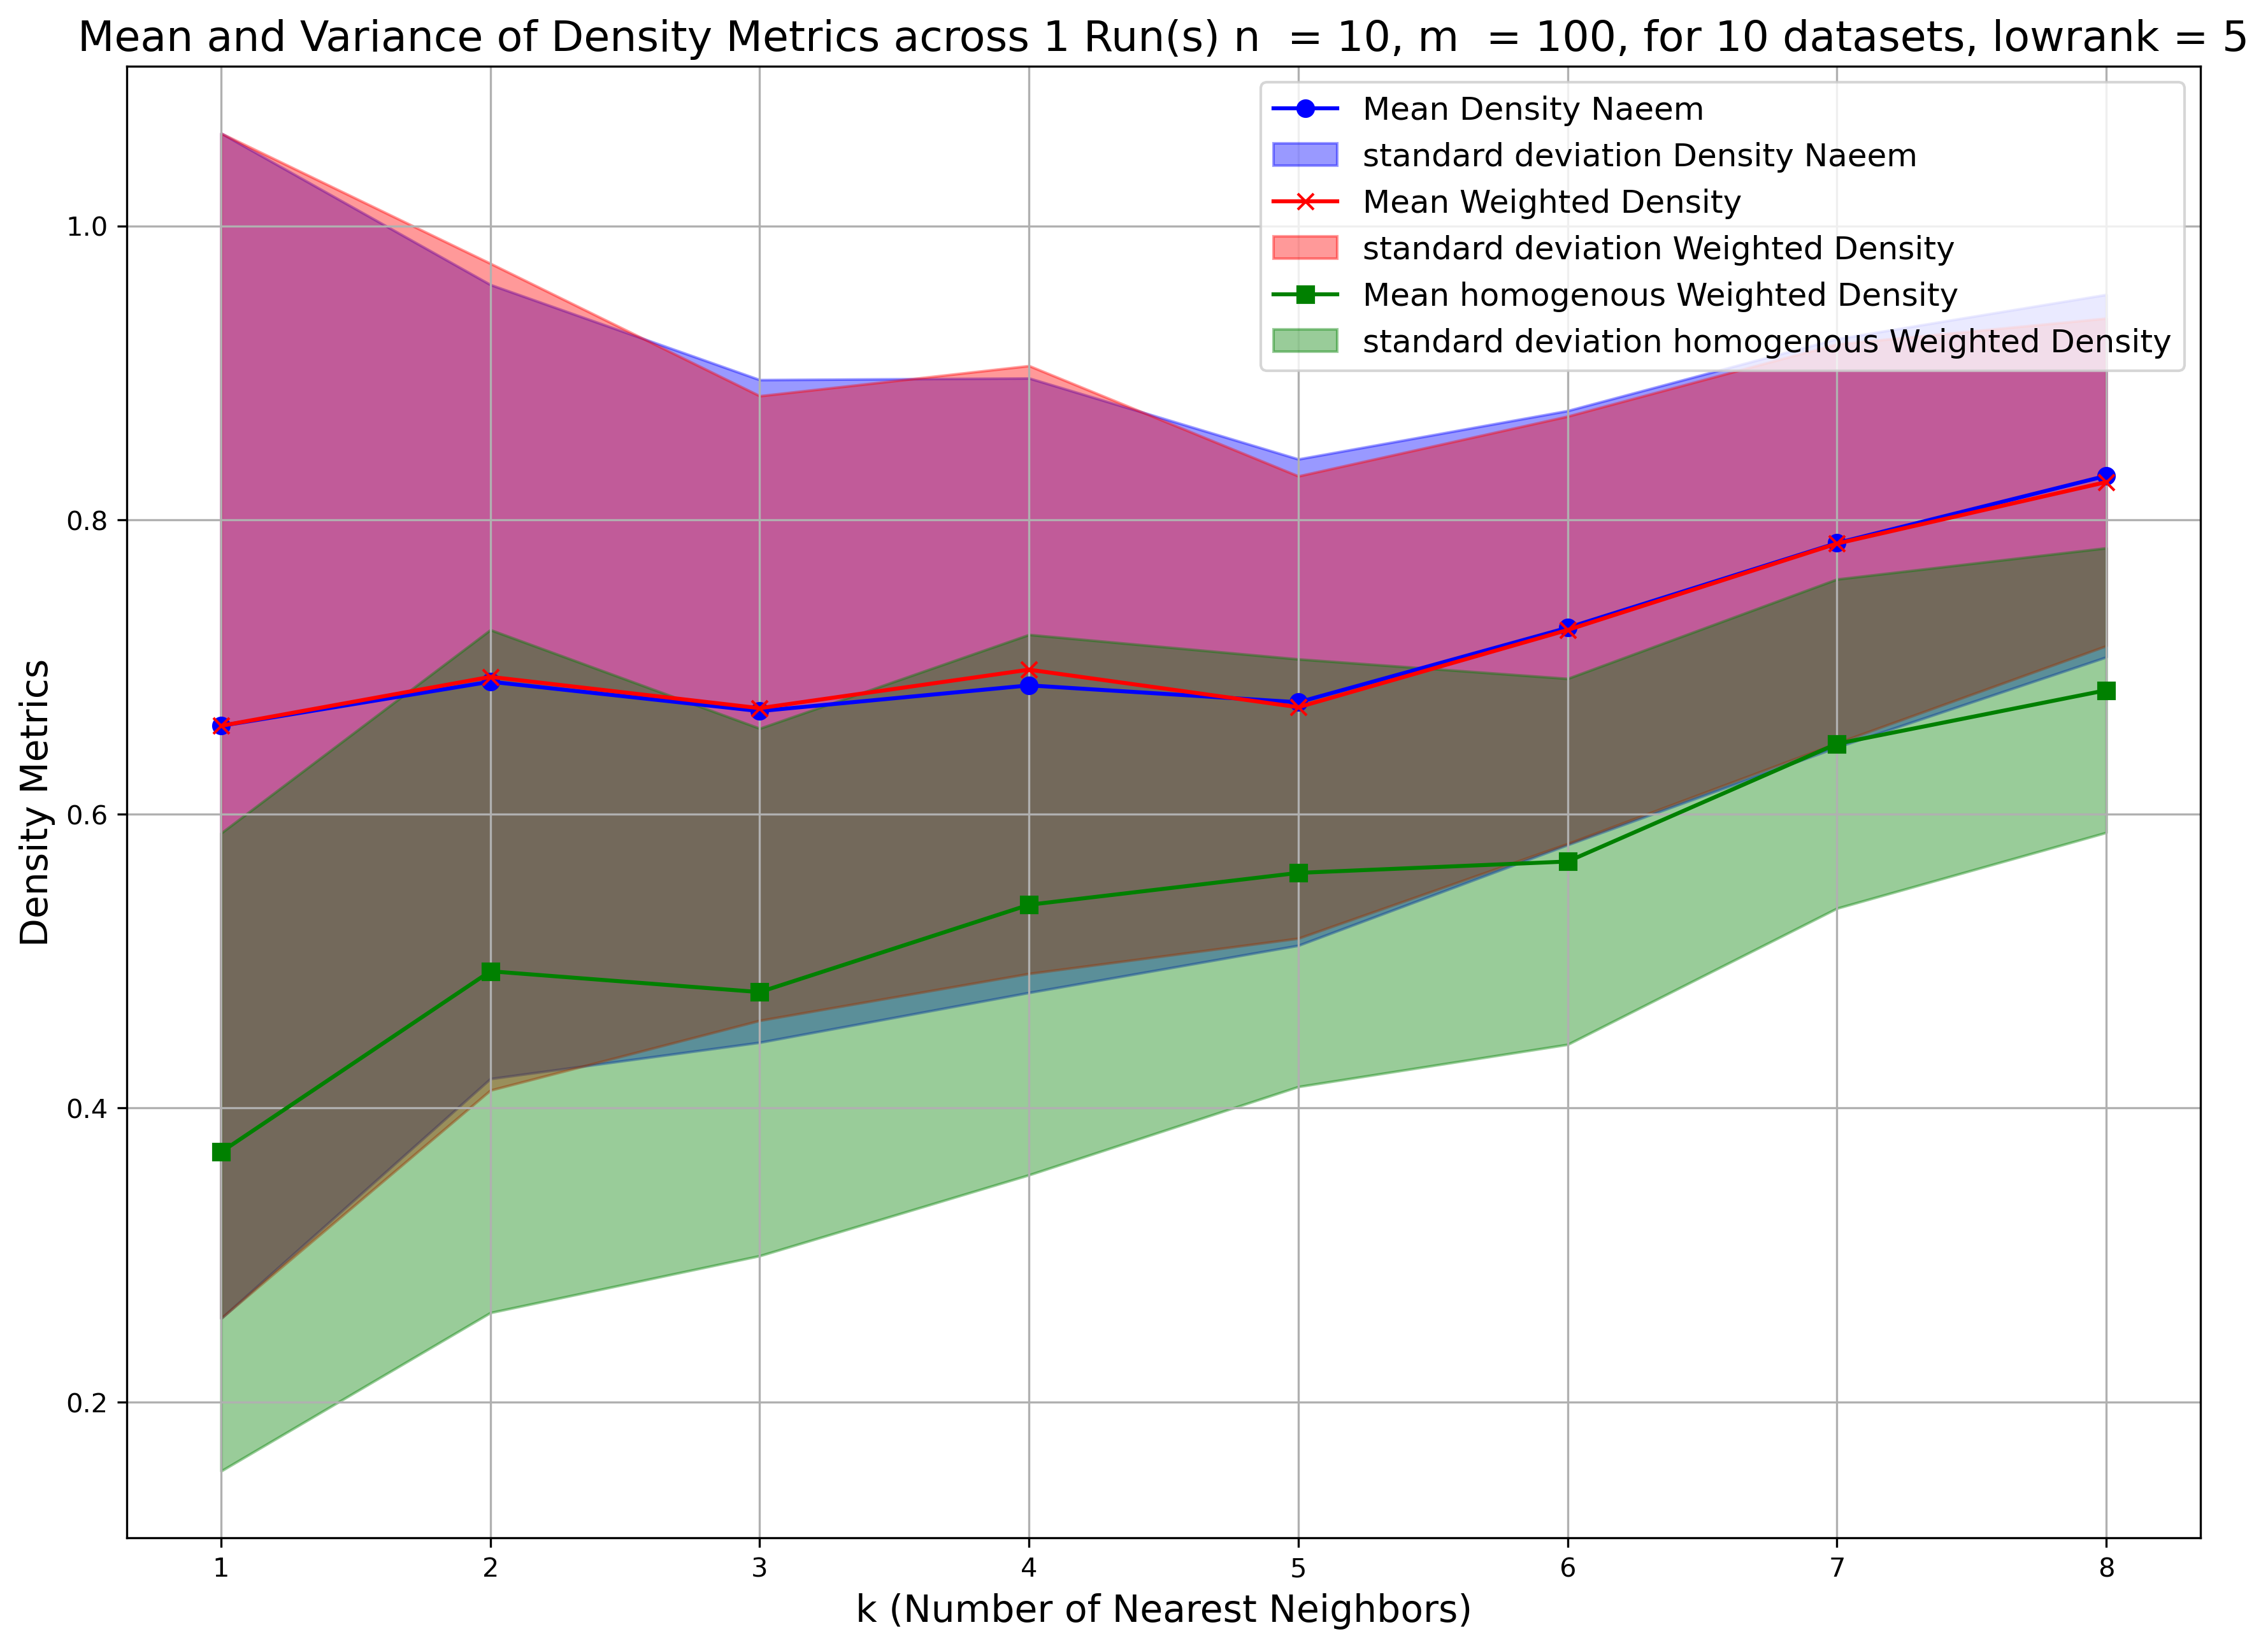 Mean and Variance of Density Metrics across 1 Run(s) n  = 10, m  = 100, for 10 datasets, lowrank = 5
Mean Density Naeem
standard deviation Density Naeem
Mean Weighted Density
standard deviation Weighted Density
Mean homogenous Weighted Density
standard deviation homogenous Weighted Density
Density Metrics
1.0
0.8
0.6
0.4
0.2
1 2 3 4 5 6 7 8
k (Number of Nearest Neighbors)